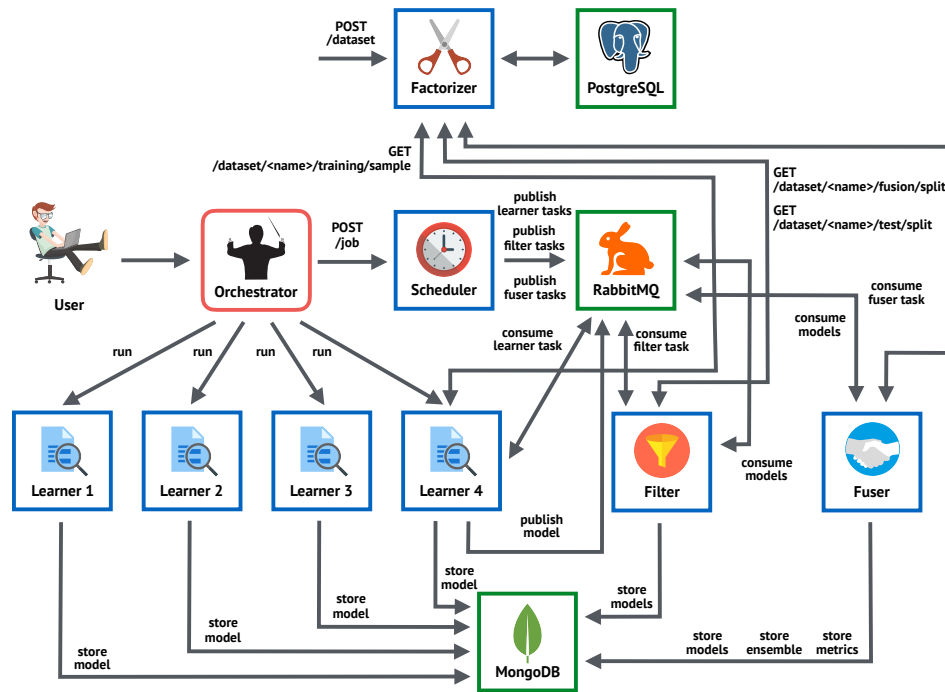 POST
/dataset
Factorizer
PostgreSQL
GET
/dataset/<name>/training/sample
GET
/dataset/<name>/fusion/split
GET
/dataset/<name>/test/split
publish
learner tasks
publish
filter tasks
publish
fuser tasks
POST
/job
User
Orchestrator
Scheduler
RabbitMQ
consume
fuser task
consume
models
consume
learner task
consume
filter task
run
run
run
run
Learner 1
Learner 2
Learner 3
Learner 4
Filter
Fuser
consume
models
publish
model
store
model
store
model
store
model
store
model
store
models
MongoDB
store
models
store
ensemble
store
metrics